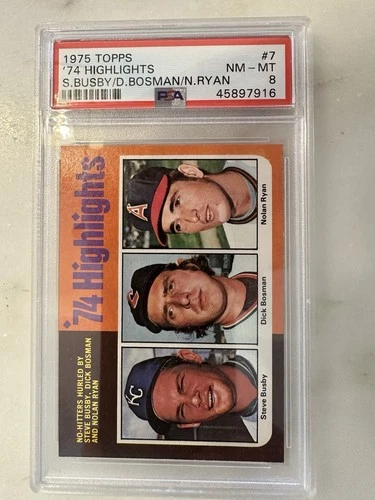 1975 TOPPS #7
'74 HIGHLIGHTS NM - MT
S.BUSBY/D.BOSMAN/N.RYAN 8
PSA 45897916
'74 Highlights
NO-HITTERS HURLED BY
STEVE BUSBY, DICK BOSMAN
AND NOLAN RYAN
A
Nolan Ryan
C
Dick Bosman
KC
Steve Busby